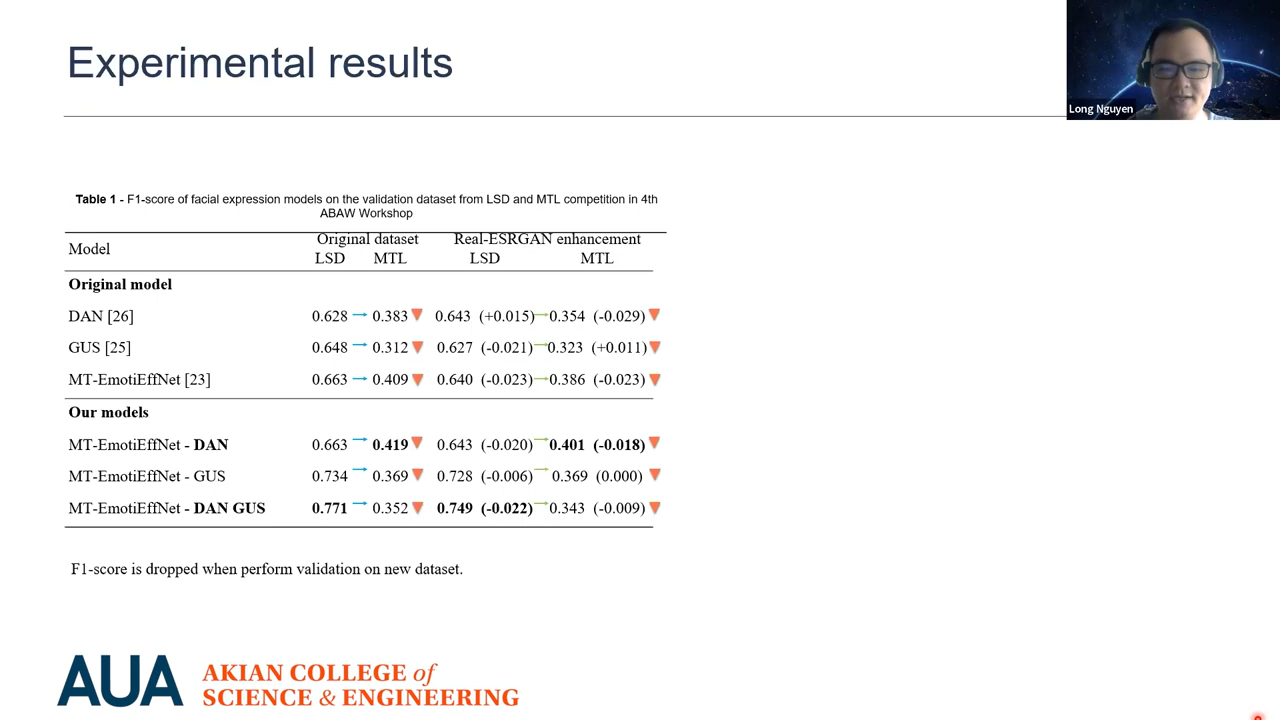 Experimental results
Long Nguyen
Table 1 - F1-score of facial expression models on the validation dataset from LSD and MTL competition in 4th
ABAW Workshop
Model Original dataset Real-ESRGAN enhancement
LSD MTL LSD MTL
Original model
DAN [26] 0.628 0.383 0.643 (+0.015) 0.354 (-0.029)
GUS [25] 0.648 0.312 0.627 (-0.021) 0.323 (+0.011)
MT-EmotiEffNet [23] 0.663 0.409 0.640 (-0.023) 0.386 (-0.023)
Our models
MT-EmotiEffNet - DAN 0.663 0.419 0.643 (-0.020) 0.401 (-0.018)
MT-EmotiEffNet - GUS 0.734 0.369 0.728 (-0.006) 0.369 (0.000)
MT-EmotiEffNet - DAN GUS 0.771 0.352 0.749 (-0.022) 0.343 (-0.009)
F1-score is dropped when perform validation on new dataset.
AUA AKIAN COLLEGE of
SCIENCE & ENGINEERING